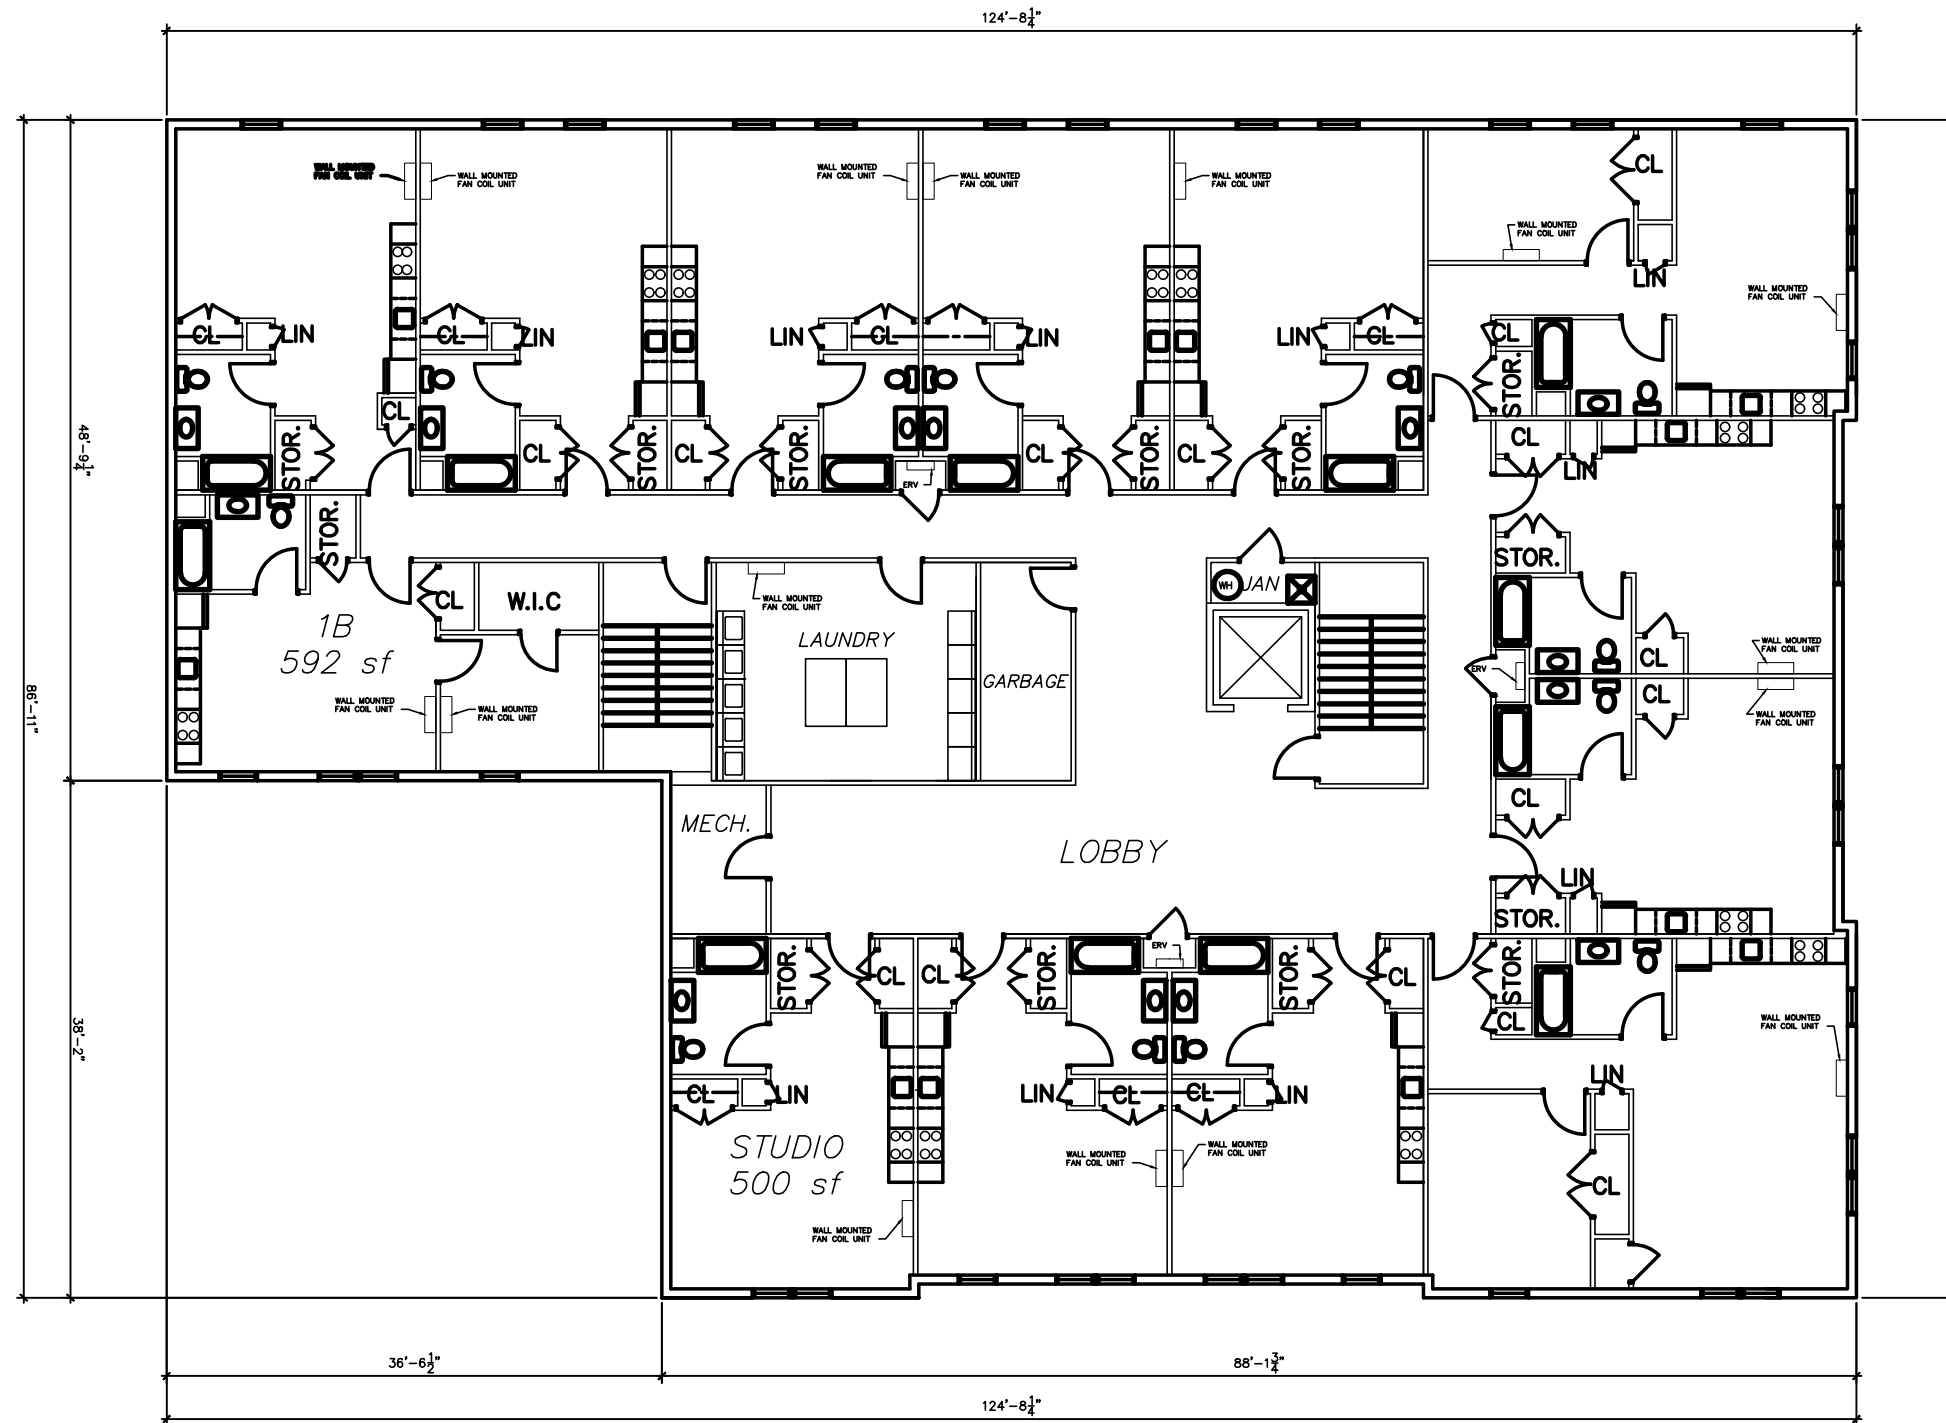 124'-8 1/4"
WALL MOUNTED
FAN COIL UNIT
WALL MOUNTED
FAN COIL UNIT
WALL MOUNTED
FAN COIL UNIT
WALL MOUNTED
FAN COIL UNIT
WALL MOUNTED
FAN COIL UNIT
CL
WALL MOUNTED
FAN COIL UNIT
LIN
WALL MOUNTED
FAN COIL UNIT
CL
LIN
CL
LIN
LIN
CL
LIN
LIN
CL
CL
STOR.
CL
48'-9 1/4"
STOR.
CL
STOR.
CL
STOR.
CL
STOR.
CL
STOR.
CL
LIN
ERV
STOR.
STOR.
CL
W.I.C
WH
JAN
WALL MOUNTED
FAN COIL UNIT
1B
592 sf
LAUNDRY
GARBAGE
WALL MOUNTED
FAN COIL UNIT
CL
ERV
CL
WALL MOUNTED
FAN COIL UNIT
WALL MOUNTED
FAN COIL UNIT
WALL MOUNTED
FAN COIL UNIT
86'-11"
CL
MECH.
LOBBY
LIN
STOR.
ERV
STOR.
CL
CL
STOR.
STOR.
CL
STOR.
CL
38'-2"
WALL MOUNTED
FAN COIL UNIT
CL
LIN
LIN
CL
CL
LIN
LIN
STUDIO
500 sf
WALL MOUNTED
FAN COIL UNIT
WALL MOUNTED
FAN COIL UNIT
CL
WALL MOUNTED
FAN COIL UNIT
36'-6 1/2"
88'-1 3/4"
124'-8 1/4"